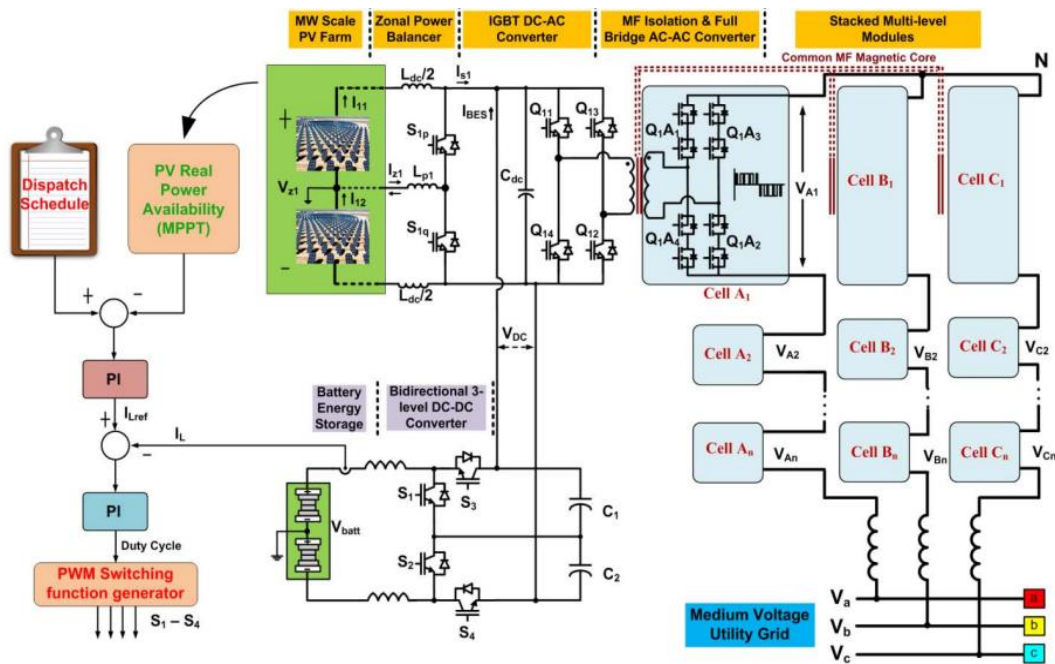 MW Scale
PV Farm
Zonal Power
Balancer
IGBT DC-AC
Converter
MF Isolation & Full
Bridge AC-AC Converter
Stacked Multi-level
Modules
Common MF Magnetic Core
N
Dispatch
Schedule
PV Real
Power
Availability
(MPPT)
+
I11
Vz1
I12
−
Ldc/2
Is1
IBES
S1p
Iz1
Lp1
S1q
Ldc/2
Cdc
Q11
Q13
Q14
Q12
Q1A1
Q1A3
Q1A4
Q1A2
VA1
Cell A1
Cell B1
Cell C1
Cell A2
VA2
Cell B2
VB2
Cell C2
VC2
Cell An
VAn
Cell Bn
VBn
Cell Cn
VCn
+
−
PI
ILref
+
−
IL
PI
Duty Cycle
PWM Switching
function generator
S1 – S4
VDC
Battery
Energy
Storage
Bidirectional 3-
level DC-DC
Converter
Vbatt
S1
S3
S2
S4
C1
C2
Medium Voltage
Utility Grid
Va
a
Vb
b
Vc
c